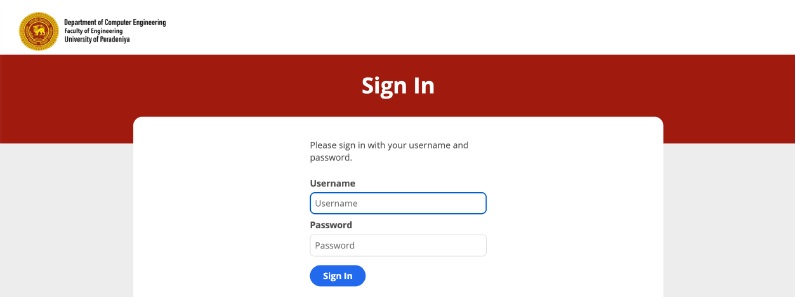 Department of Computer Engineering
Faculty of Engineering
University of Peradeniya
Sign In
Please sign in with your username and
password.
Username
Username
Password
Password
Sign In